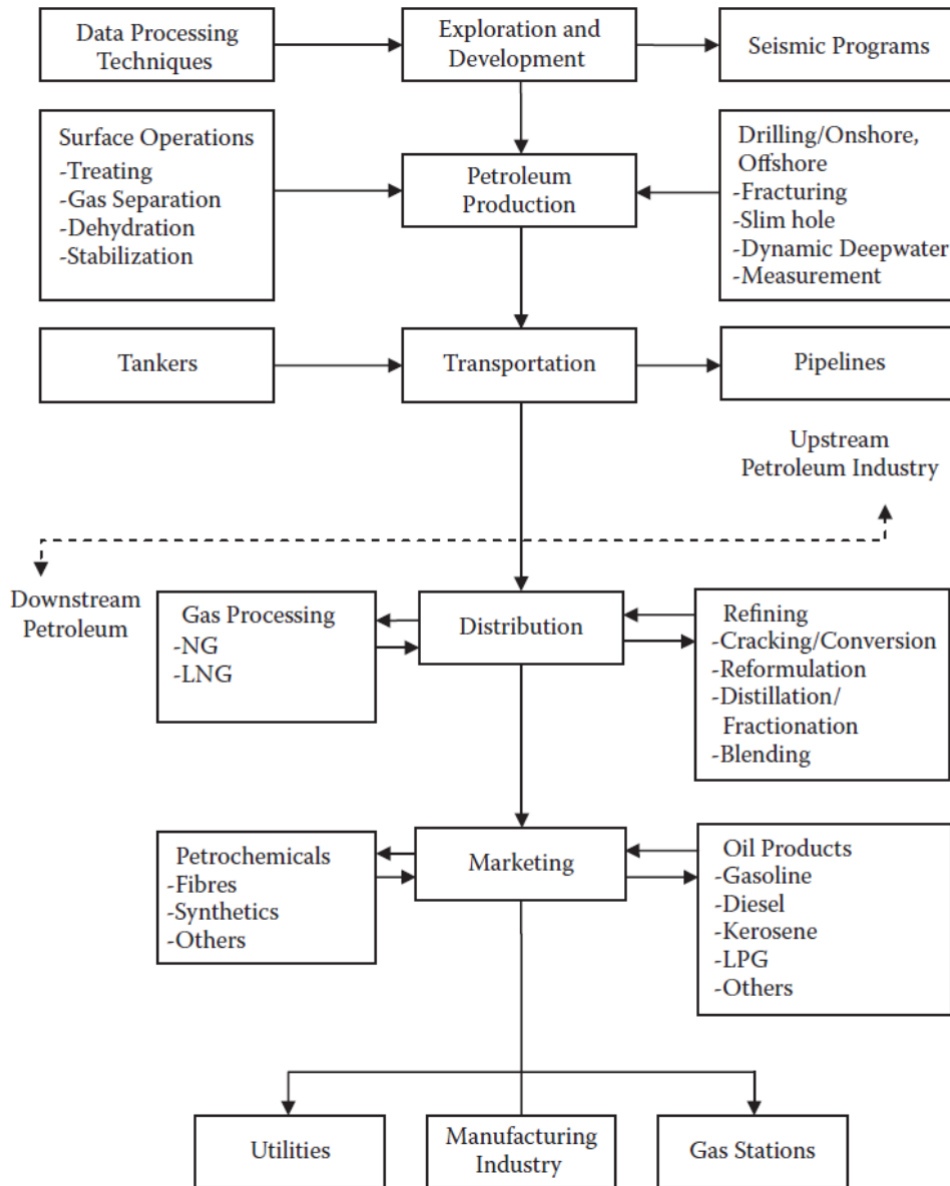 Data Processing
Techniques
Exploration and
Development
Seismic Programs
Surface Operations
-Treating
-Gas Separation
-Dehydration
-Stabilization
Petroleum
Production
Drilling/Onshore,
Offshore
-Fracturing
-Slim hole
-Dynamic Deepwater
-Measurement
Tankers
Transportation
Pipelines
Upstream
Petroleum Industry
Downstream
Petroleum
Gas Processing
-NG
-LNG
Distribution
Refining
-Cracking/Conversion
-Reformulation
-Distillation/
Fractionation
-Blending
Petrochemicals
-Fibres
-Synthetics
-Others
Marketing
Oil Products
-Gasoline
-Diesel
-Kerosene
-LPG
-Others
Utilities
Manufacturing
Industry
Gas Stations